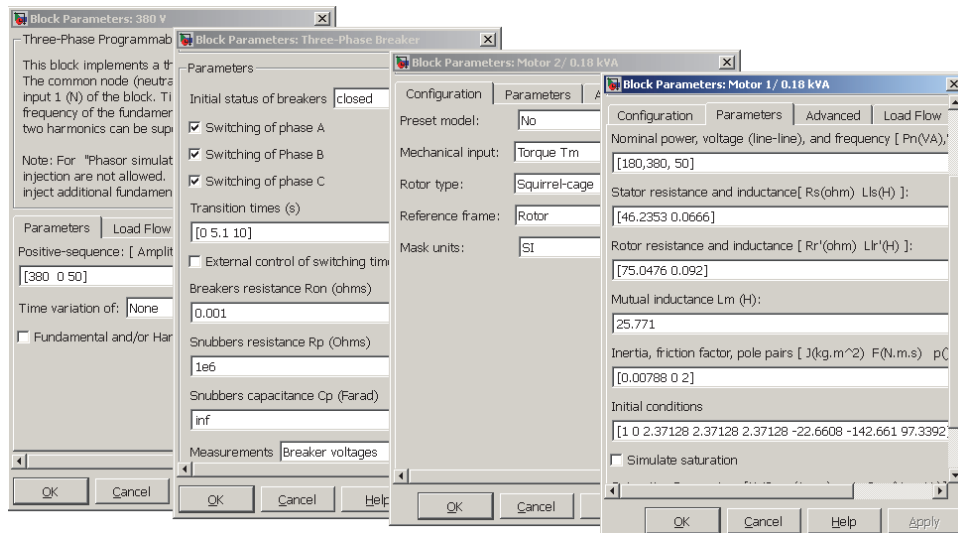 Block Parameters: 380 V
Three-Phase Programmab
This block implements a th
The common node (neutra
input 1 (N) of the block. Ti
frequency of the fundamer
two harmonics can be sup
Note: For "Phasor simulat
injection are not allowed.
inject additional fundamen
Parameters
Load Flow
Positive-sequence: [ Amplit
[380 0 50]
Time variation of: None
Fundamental and/or Har
OK
Cancel
Block Parameters: Three-Phase Breaker
Parameters
Initial status of breakers closed
Switching of phase A
Switching of Phase B
Switching of phase C
Transition times (s)
[0 5.1 10]
External control of switching time
Breakers resistance Ron (ohms)
0.001
Snubbers resistance Rp (Ohms)
1e6
Snubbers capacitance Cp (Farad)
inf
Measurements Breaker voltages
OK
Cancel
Help
Block Parameters: Motor 2/ 0.18 kVA
Configuration
Parameters
A
Preset model: No
Mechanical input: Torque Tm
Rotor type: Squirrel-cage
Reference frame: Rotor
Mask units: SI
OK
Cancel
Block Parameters: Motor 1/ 0.18 kVA
Configuration
Parameters
Advanced
Load Flow
Nominal power, voltage (line-line), and frequency [ Pn(VA),
[180,380, 50]
Stator resistance and inductance[ Rs(ohm) Lls(H) ]:
[46.2353 0.0666]
Rotor resistance and inductance [ Rr'(ohm) Llr'(H) ]:
[75.0476 0.092]
Mutual inductance Lm (H):
25.771
Inertia, friction factor, pole pairs [ J(kg.m^2) F(N.m.s) p(
[0.00788 0 2]
Initial conditions
[1 0 2.37128 2.37128 2.37128 -22.6608 -142.661 97.3392]
Simulate saturation
OK
Cancel
Help
Apply